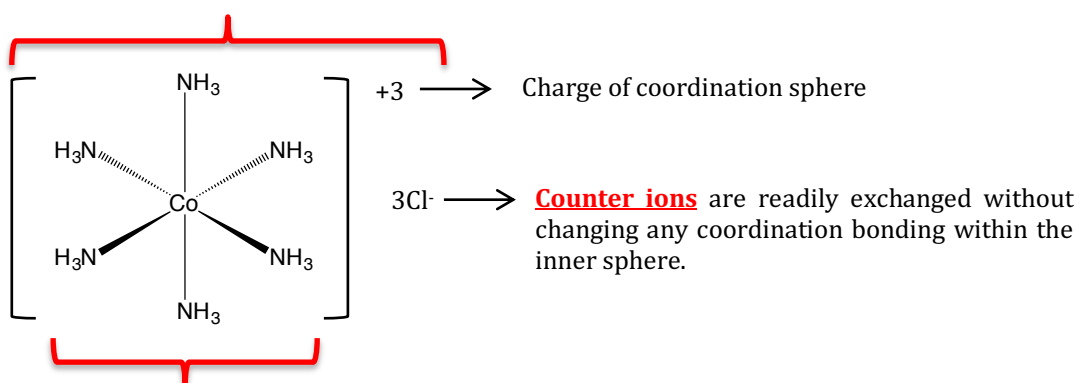 NH₃
+3
Charge of coordination sphere
H₃N
NH₃
Co
3Cl⁻
Counter ions are readily exchanged without
changing any coordination bonding within the
inner sphere.
H₃N
NH₃
NH₃